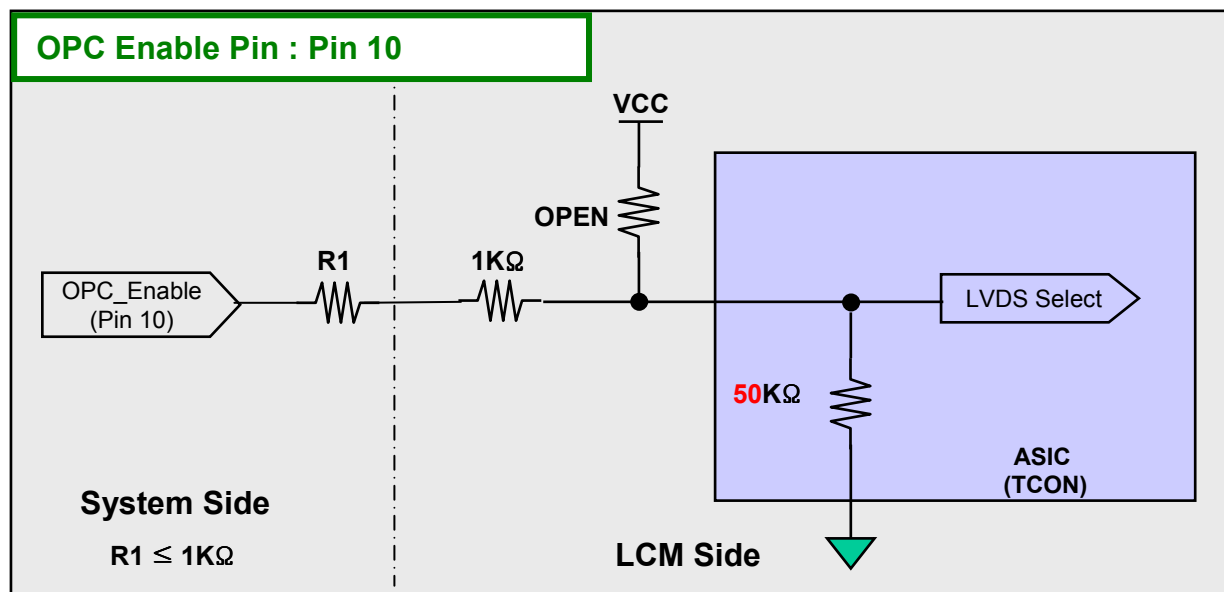 OPC Enable Pin : Pin 10
VCC
OPEN
R1
1KΩ
OPC_Enable
(Pin 10)
LVDS Select
50KΩ
ASIC
(TCON)
System Side
R1 ≤ 1KΩ
LCM Side